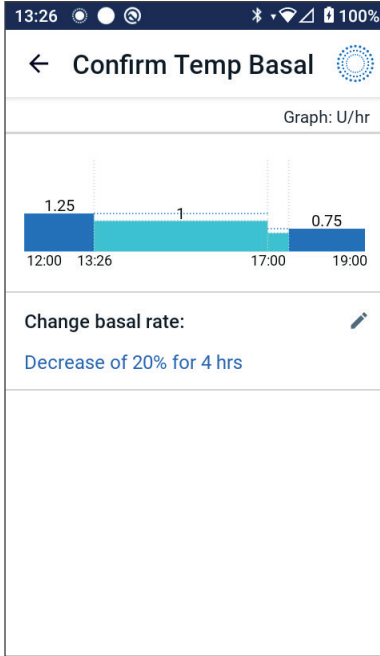 13:26 100%
Confirm Temp Basal
Graph: U/hr
1.25 1 0.75
12:00 13:26 17:00 19:00
Change basal rate:
Decrease of 20% for 4 hrs